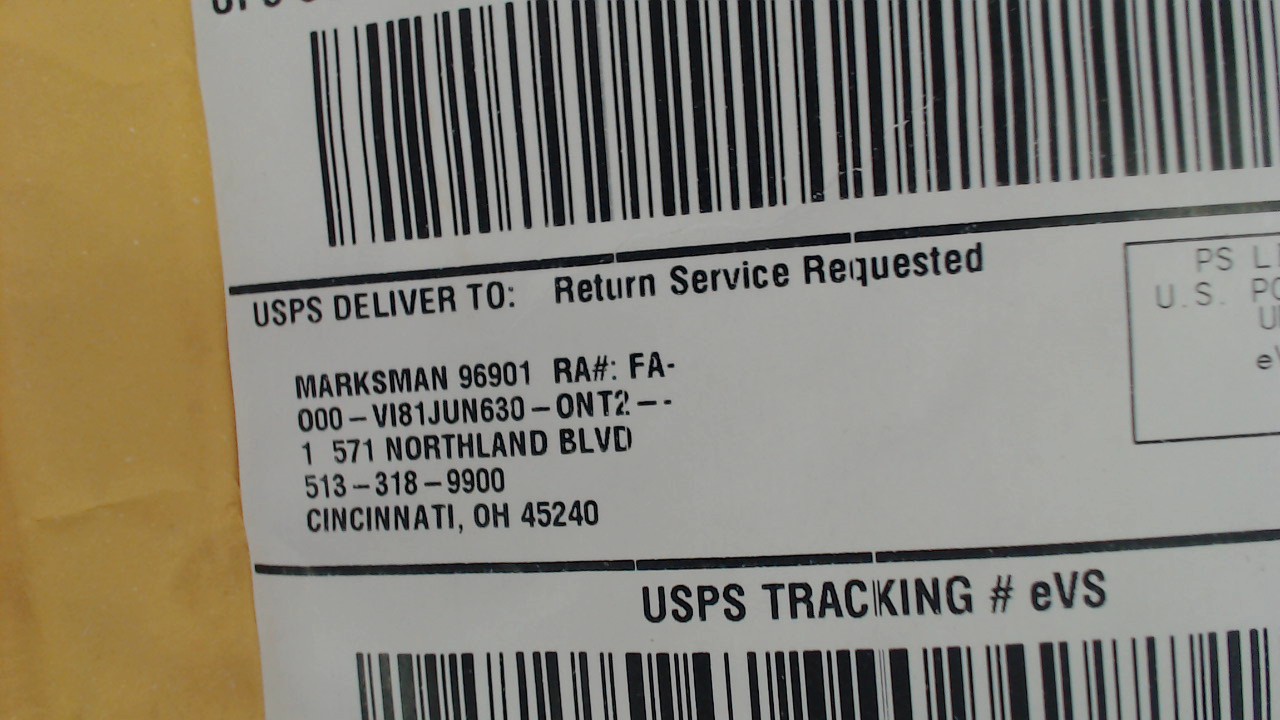 USPS DELIVER TO: Return Service Requested
MARKSMAN 96901 RA#: FA-
000-VI81JUN630-ONT2--
1 571 NORTHLAND BLVD
513-318-9900
CINCINNATI, OH 45240
PS
U.S.
USPS TRACKING # eVS